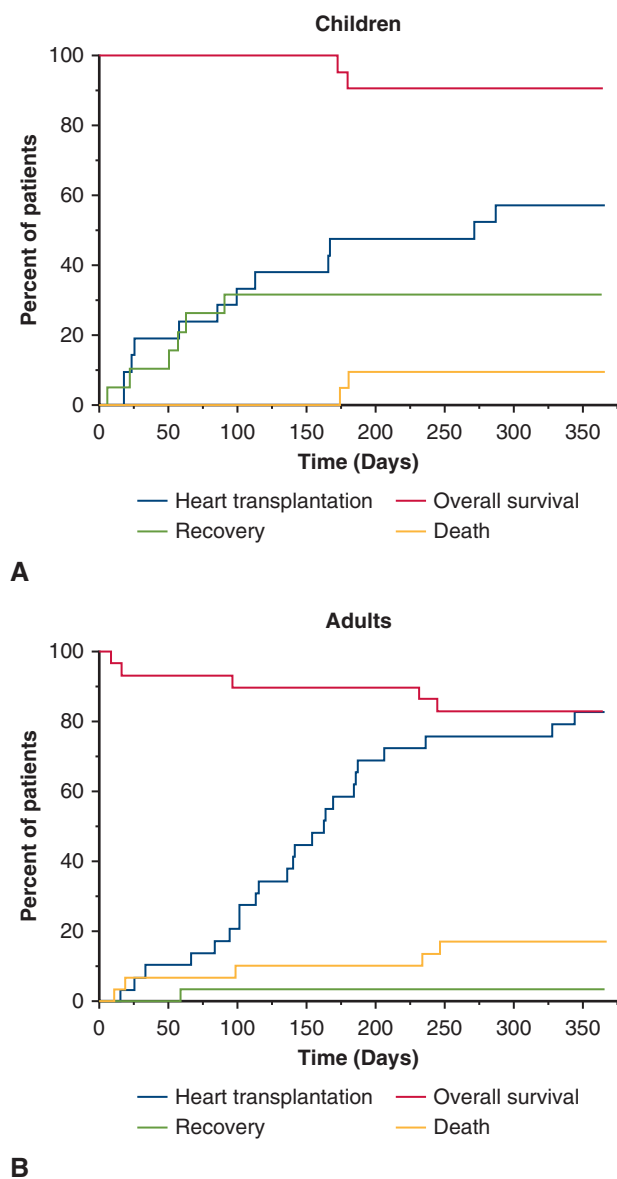 Children
100
80
60
40
20
0
Percent of patients
0 50 100 150 200 250 300 350
Time (Days)
Heart transplantation Overall survival
Recovery Death
A
Adults
100
80
60
40
20
0
Percent of patients
0 50 100 150 200 250 300 350
Time (Days)
Heart transplantation Overall survival
Recovery Death
B